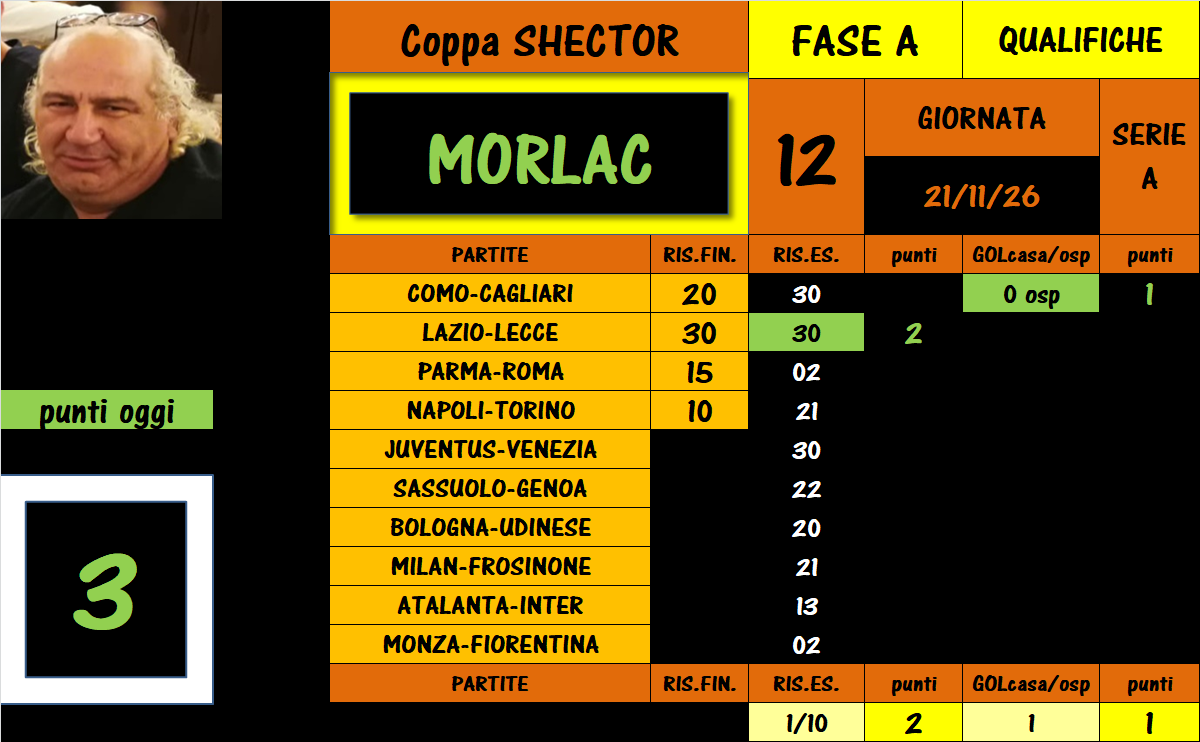 Coppa SHECTOR FASE A QUALIFICHE
MORLAC 12 GIORNATA SERIE A
21/11/26
PARTITE RIS.FIN. RIS.ES. punti GOLcasa/osp punti
COMO-CAGLIARI 20 30 0 osp 1
LAZIO-LECCE 30 30 2
PARMA-ROMA 15 02
punti oggi
NAPOLI-TORINO 10 21
JUVENTUS-VENEZIA 30
SASSUOLO-GENOA 22
BOLOGNA-UDINESE 20
3
MILAN-FROSINONE 21
ATALANTA-INTER 13
MONZA-FIORENTINA 02
PARTITE RIS.FIN. RIS.ES. punti GOLcasa/osp punti
1/10 2 1 1